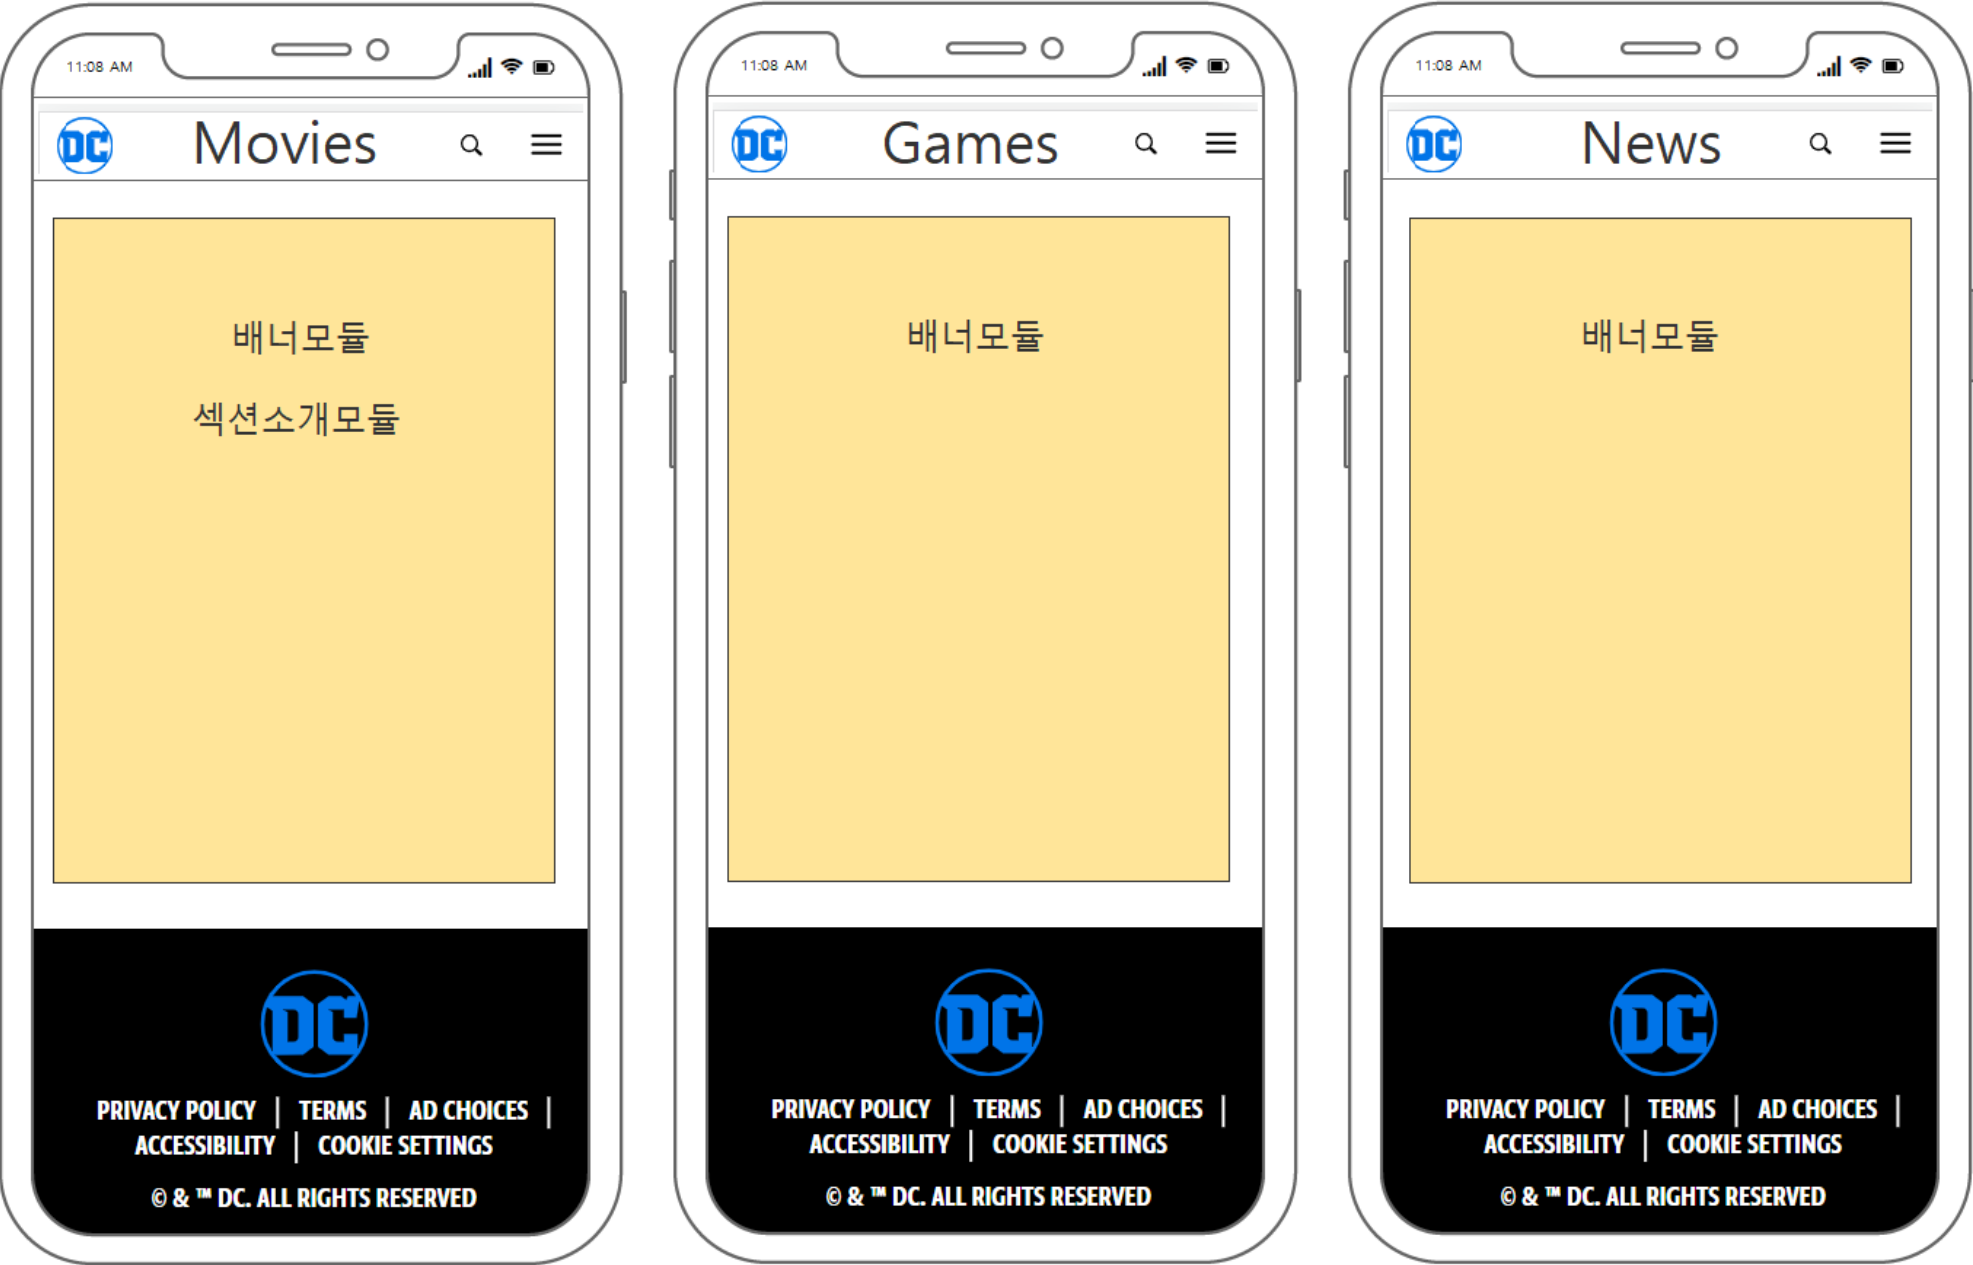 11:08 AM
DC Movies
배너모듈
섹션소개모듈
DC
PRIVACY POLICY | TERMS | AD CHOICES |
ACCESSIBILITY | COOKIE SETTINGS
© & ™ DC. ALL RIGHTS RESERVED
11:08 AM
DC Games
배너모듈
DC
PRIVACY POLICY | TERMS | AD CHOICES |
ACCESSIBILITY | COOKIE SETTINGS
© & ™ DC. ALL RIGHTS RESERVED
11:08 AM
DC News
배너모듈
DC
PRIVACY POLICY | TERMS | AD CHOICES |
ACCESSIBILITY | COOKIE SETTINGS
© & ™ DC. ALL RIGHTS RESERVED